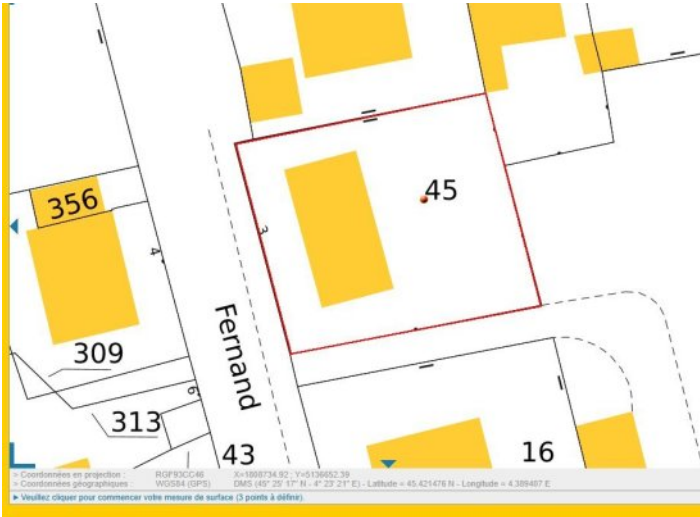 45
356
3
4
Fernand
309
313
6
43
16
> Coordonnées en projection : RGF93CC46 X=1808734.92 ; Y=5136652.39
> Coordonnées géographiques : WGS84 (GPS) DMS (45° 25' 17" N - 4° 23' 21" E) - Latitude = 45.421476 N - Longitude = 4.389487 E
► Veuillez cliquer pour commencer votre mesure de surface (3 points à définir).